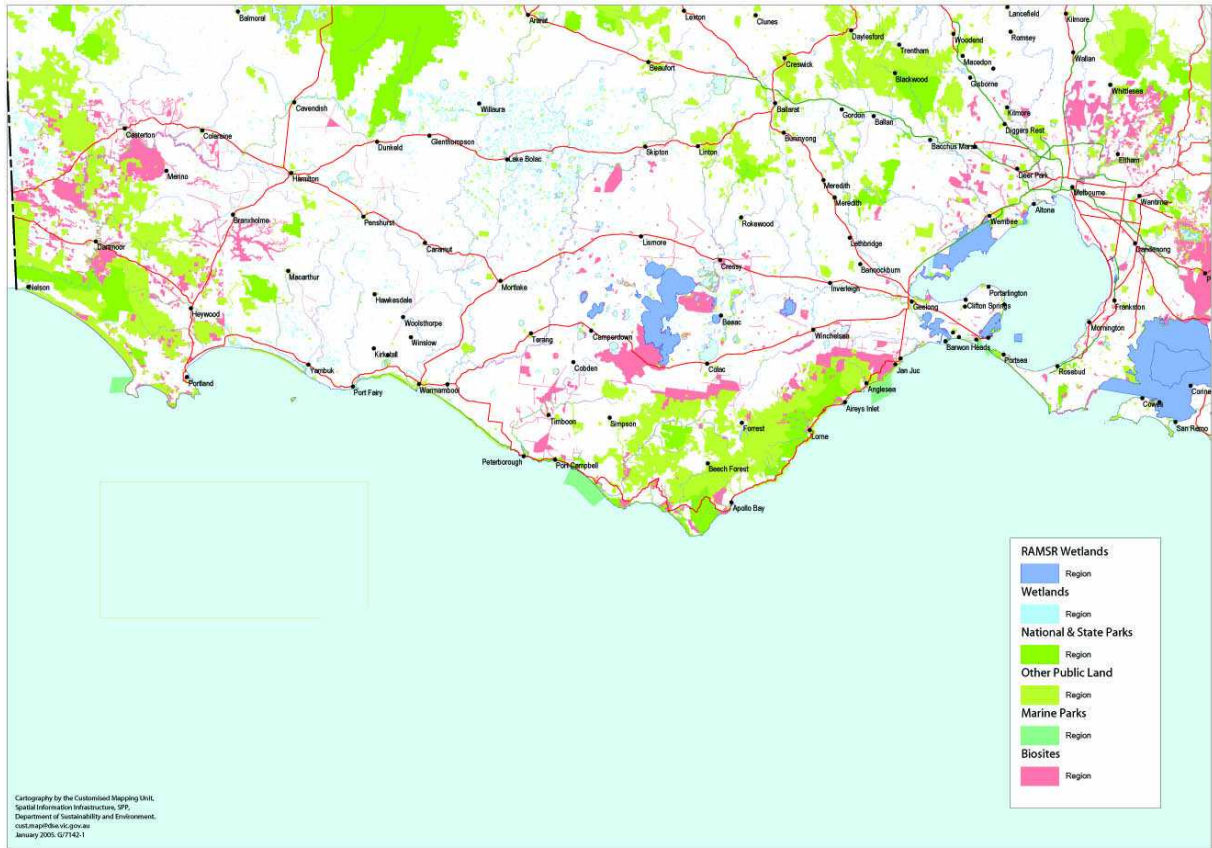 Balmoral
Ararat
Lexton
Clunes
Lancefield
Kilmore
Daylesford
Woodend
Romsey
Trentham
Creswick
Macedon
Wallan
Beaufort
Blackwood
Gisborne
Whittlesea
Cavendish
Willaura
Ballarat
Gordon
Ballan
Kilmore
Diggers Rest
Casterton
Coleraine
Dunkeld
Glenthompson
Buninyong
Bacchus Marsh
Skipton
Linton
Eltham
Lake Bolac
Merino
Hamilton
Deer Park
Meredith
Melbourne
Meredith
Wantirna
Branxholme
Penshurst
Rokewood
Werribee
Altona
Dartmoor
Caramut
Lismore
Lethbridge
Dandenong
Cressy
Bannockburn
Macarthur
Nelson
Mortlake
Inverleigh
Portarlington
Hawkesdale
Geelong
Clifton Springs
Frankston
Heywood
Woolsthorpe
Beeac
Mornington
Winslow
Terang
Camperdown
Winchelsea
Barwon Heads
Kirkstall
Portsea
Yambuk
Cobden
Colac
Jan Juc
Rosebud
Portland
Port Fairy
Warrnambool
Anglesea
Corine
Cowes
Aireys Inlet
Timboon
Simpson
Forrest
Lorne
San Remo
Peterborough
Port Campbell
Beech Forest
Apollo Bay
RAMSR Wetlands
Region
Wetlands
Region
National & State Parks
Region
Other Public Land
Region
Marine Parks
Region
Biosites
Region
Cartography by the Customised Mapping Unit,
Spatial Information Infrastructure, SPP,
Department of Sustainability and Environment.
cust.map@dse.vic.gov.au
January 2005. G/7142-1